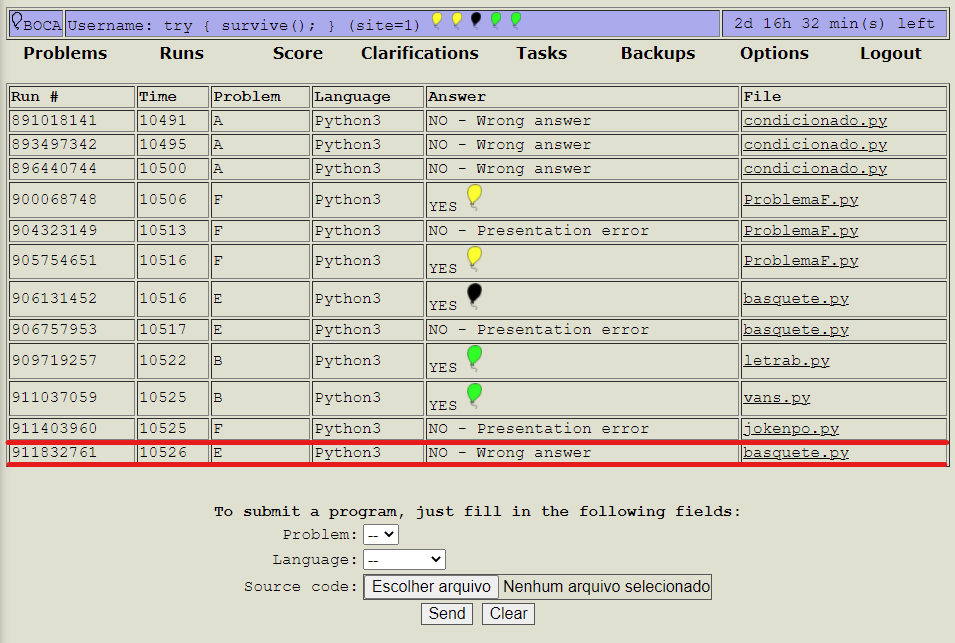 BOCA Username: try { survive(); } (site=1) 2d 16h 32 min(s) left
Problems Runs Score Clarifications Tasks Backups Options Logout
Run # Time Problem Language Answer File
891018141 10491 A Python3 NO - Wrong answer condicionado.py
893497342 10495 A Python3 NO - Wrong answer condicionado.py
896440744 10500 A Python3 NO - Wrong answer condicionado.py
900068748 10506 F Python3 YES ProblemaF.py
904323149 10513 F Python3 NO - Presentation error ProblemaF.py
905754651 10516 F Python3 YES ProblemaF.py
906131452 10516 E Python3 YES basquete.py
906757953 10517 E Python3 NO - Presentation error basquete.py
909719257 10522 B Python3 YES letrab.py
911037059 10525 B Python3 YES vans.py
911403960 10525 F Python3 NO - Presentation error jokenpo.py
911832761 10526 E Python3 NO - Wrong answer basquete.py
To submit a program, just fill in the following fields:
Problem: --
Language: --
Source code: Escolher arquivo Nenhum arquivo selecionado
Send Clear